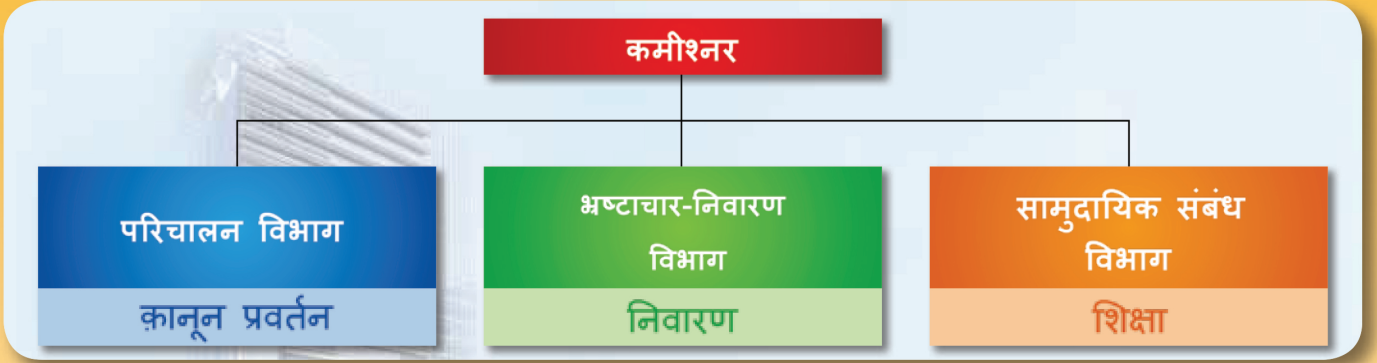 कमीश्नर
परिचालन विभाग
क़ानून प्रवर्तन
भ्रष्टाचार-निवारण
विभाग
निवारण
सामुदायिक संबंध
विभाग
शिक्षा